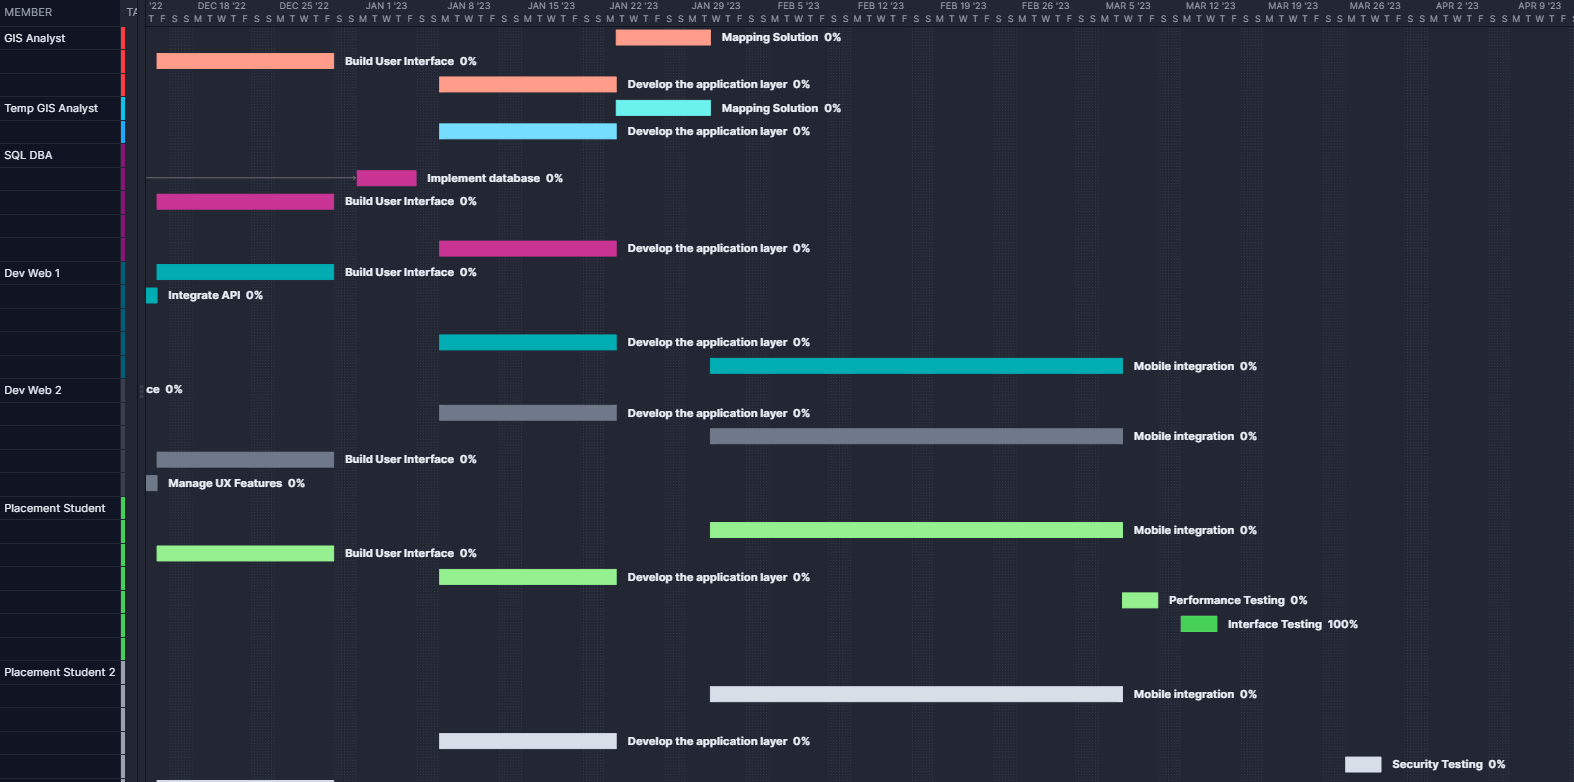 MEMBER TA
'22 DEC 18 '22 DEC 25 '22 JAN 1 '23 JAN 8 '23 JAN 15 '23 JAN 22 '23 JAN 29 '23 FEB 5 '23 FEB 12 '23 FEB 19 '23 FEB 26 '23 MAR 5 '23 MAR 12 '23 MAR 19 '23 MAR 26 '23 APR 2 '23 APR 9 '23
T F S S M T W T F S S M T W T F S S M T W T F S S M T W T F S S M T W T F S S M T W T F S S M T W T F S S M T W T F S S M T W T F S S M T W T F S S M T W T F S S M T W T F S S M T W T F S S M T W T F S S M T W T F S S M T W T F S S M T W T F S S M T W T F
GIS Analyst Mapping Solution 0%
Build User Interface 0%
Develop the application layer 0%
Temp GIS Analyst Mapping Solution 0%
Develop the application layer 0%
SQL DBA
Implement database 0%
Build User Interface 0%
Develop the application layer 0%
Dev Web 1 Build User Interface 0%
Integrate API 0%
Develop the application layer 0%
Mobile integration 0%
Dev Web 2 ce 0%
Develop the application layer 0%
Mobile integration 0%
Build User Interface 0%
Manage UX Features 0%
Placement Student
Mobile integration 0%
Build User Interface 0%
Develop the application layer 0%
Performance Testing 0%
Interface Testing 100%
Placement Student 2
Mobile integration 0%
Develop the application layer 0%
Security Testing 0%